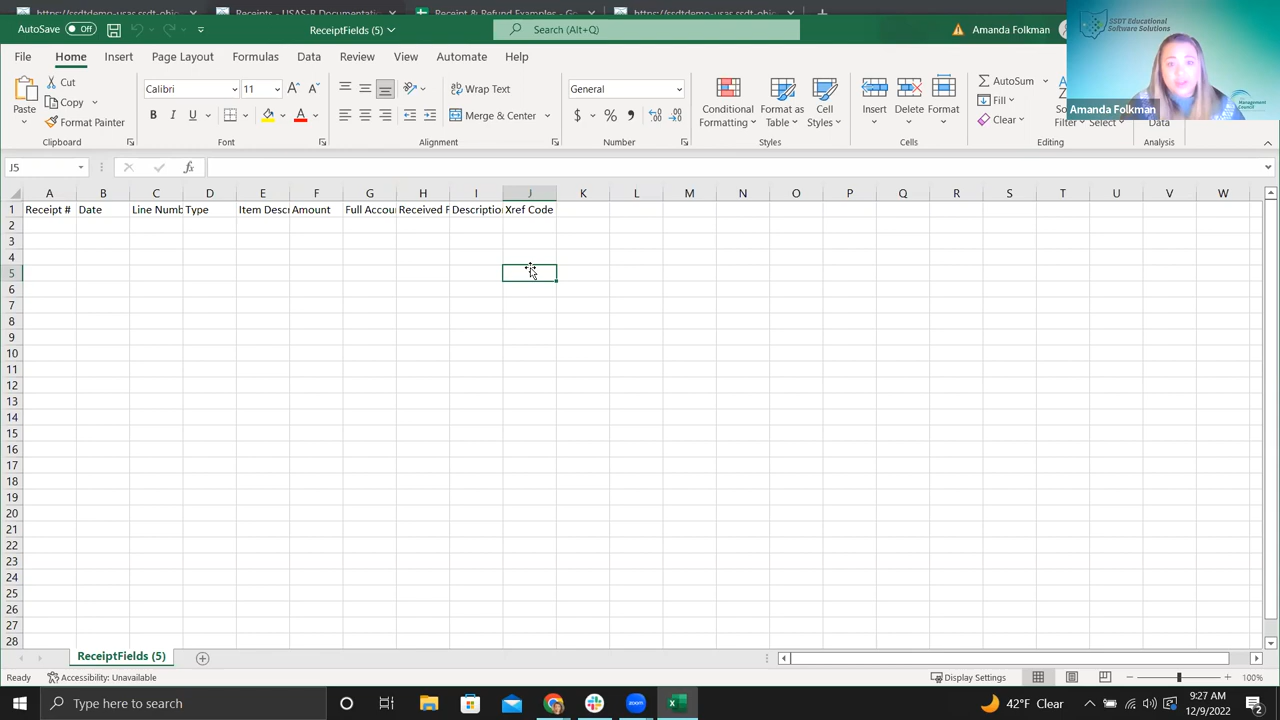 https://ssdtdemo-usas.ssdt-ohio
Receipts - USAS-R Documentati
Receipt & Refund Examples - Go
https://ssdtdemo-usas.ssdt-ohio
AutoSave Off
ReceiptFields (5)
Search (Alt+Q)
Amanda Folkman
SSDT Educational
Software Solutions
File Home Insert Page Layout Formulas Data Review View Automate Help
Paste
Cut
Copy
Format Painter
Clipboard
Calibri 11
B I U
Font
Wrap Text
Merge & Center
Alignment
General
$ % ,
Number
Conditional
Formatting
Format as
Table
Cell
Styles
Styles
Insert
Delete
Format
Cells
AutoSum
Fill
Clear
Filter
Select
Editing
Data
Analysis
Amanda Folkman
Management
Council
J5
fx
A B C D E F G H I J K L M N O P Q R S T U V W
1 Receipt # Date Line Numb Type Item Descr Amount Full Accou Received F Description Xref Code
2
3
4
5
6
7
8
9
10
11
12
13
14
15
16
17
18
19
20
21
22
23
24
25
26
27
28
ReceiptFields (5)
Ready
Accessibility: Unavailable
Display Settings
100%
Type here to search
zoom
42°F Clear
9:27 AM
12/9/2022
2